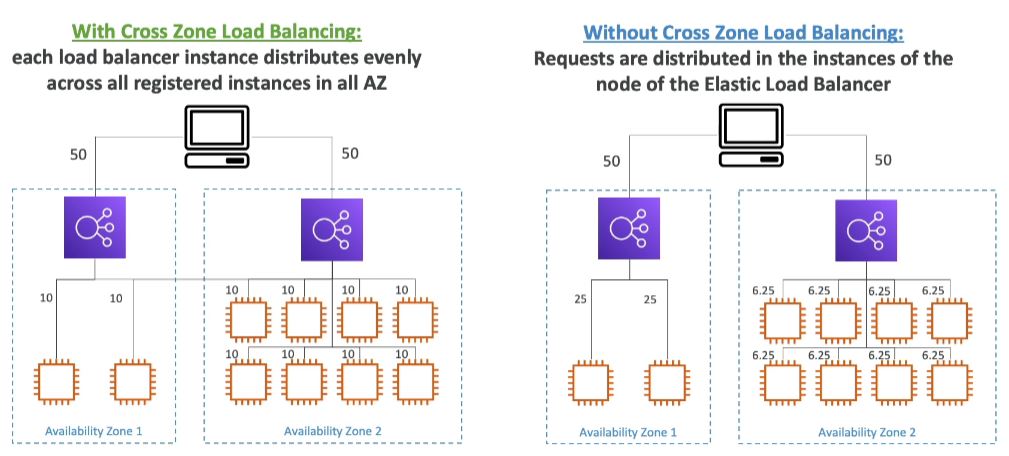 With Cross Zone Load Balancing:
each load balancer instance distributes evenly
across all registered instances in all AZ
50
50
10
10
10
10
10
10
10
10
10
10
Availability Zone 1
Availability Zone 2
Without Cross Zone Load Balancing:
Requests are distributed in the instances of the
node of the Elastic Load Balancer
50
50
25
25
6.25
6.25
6.25
6.25
6.25
6.25
6.25
6.25
Availability Zone 1
Availability Zone 2